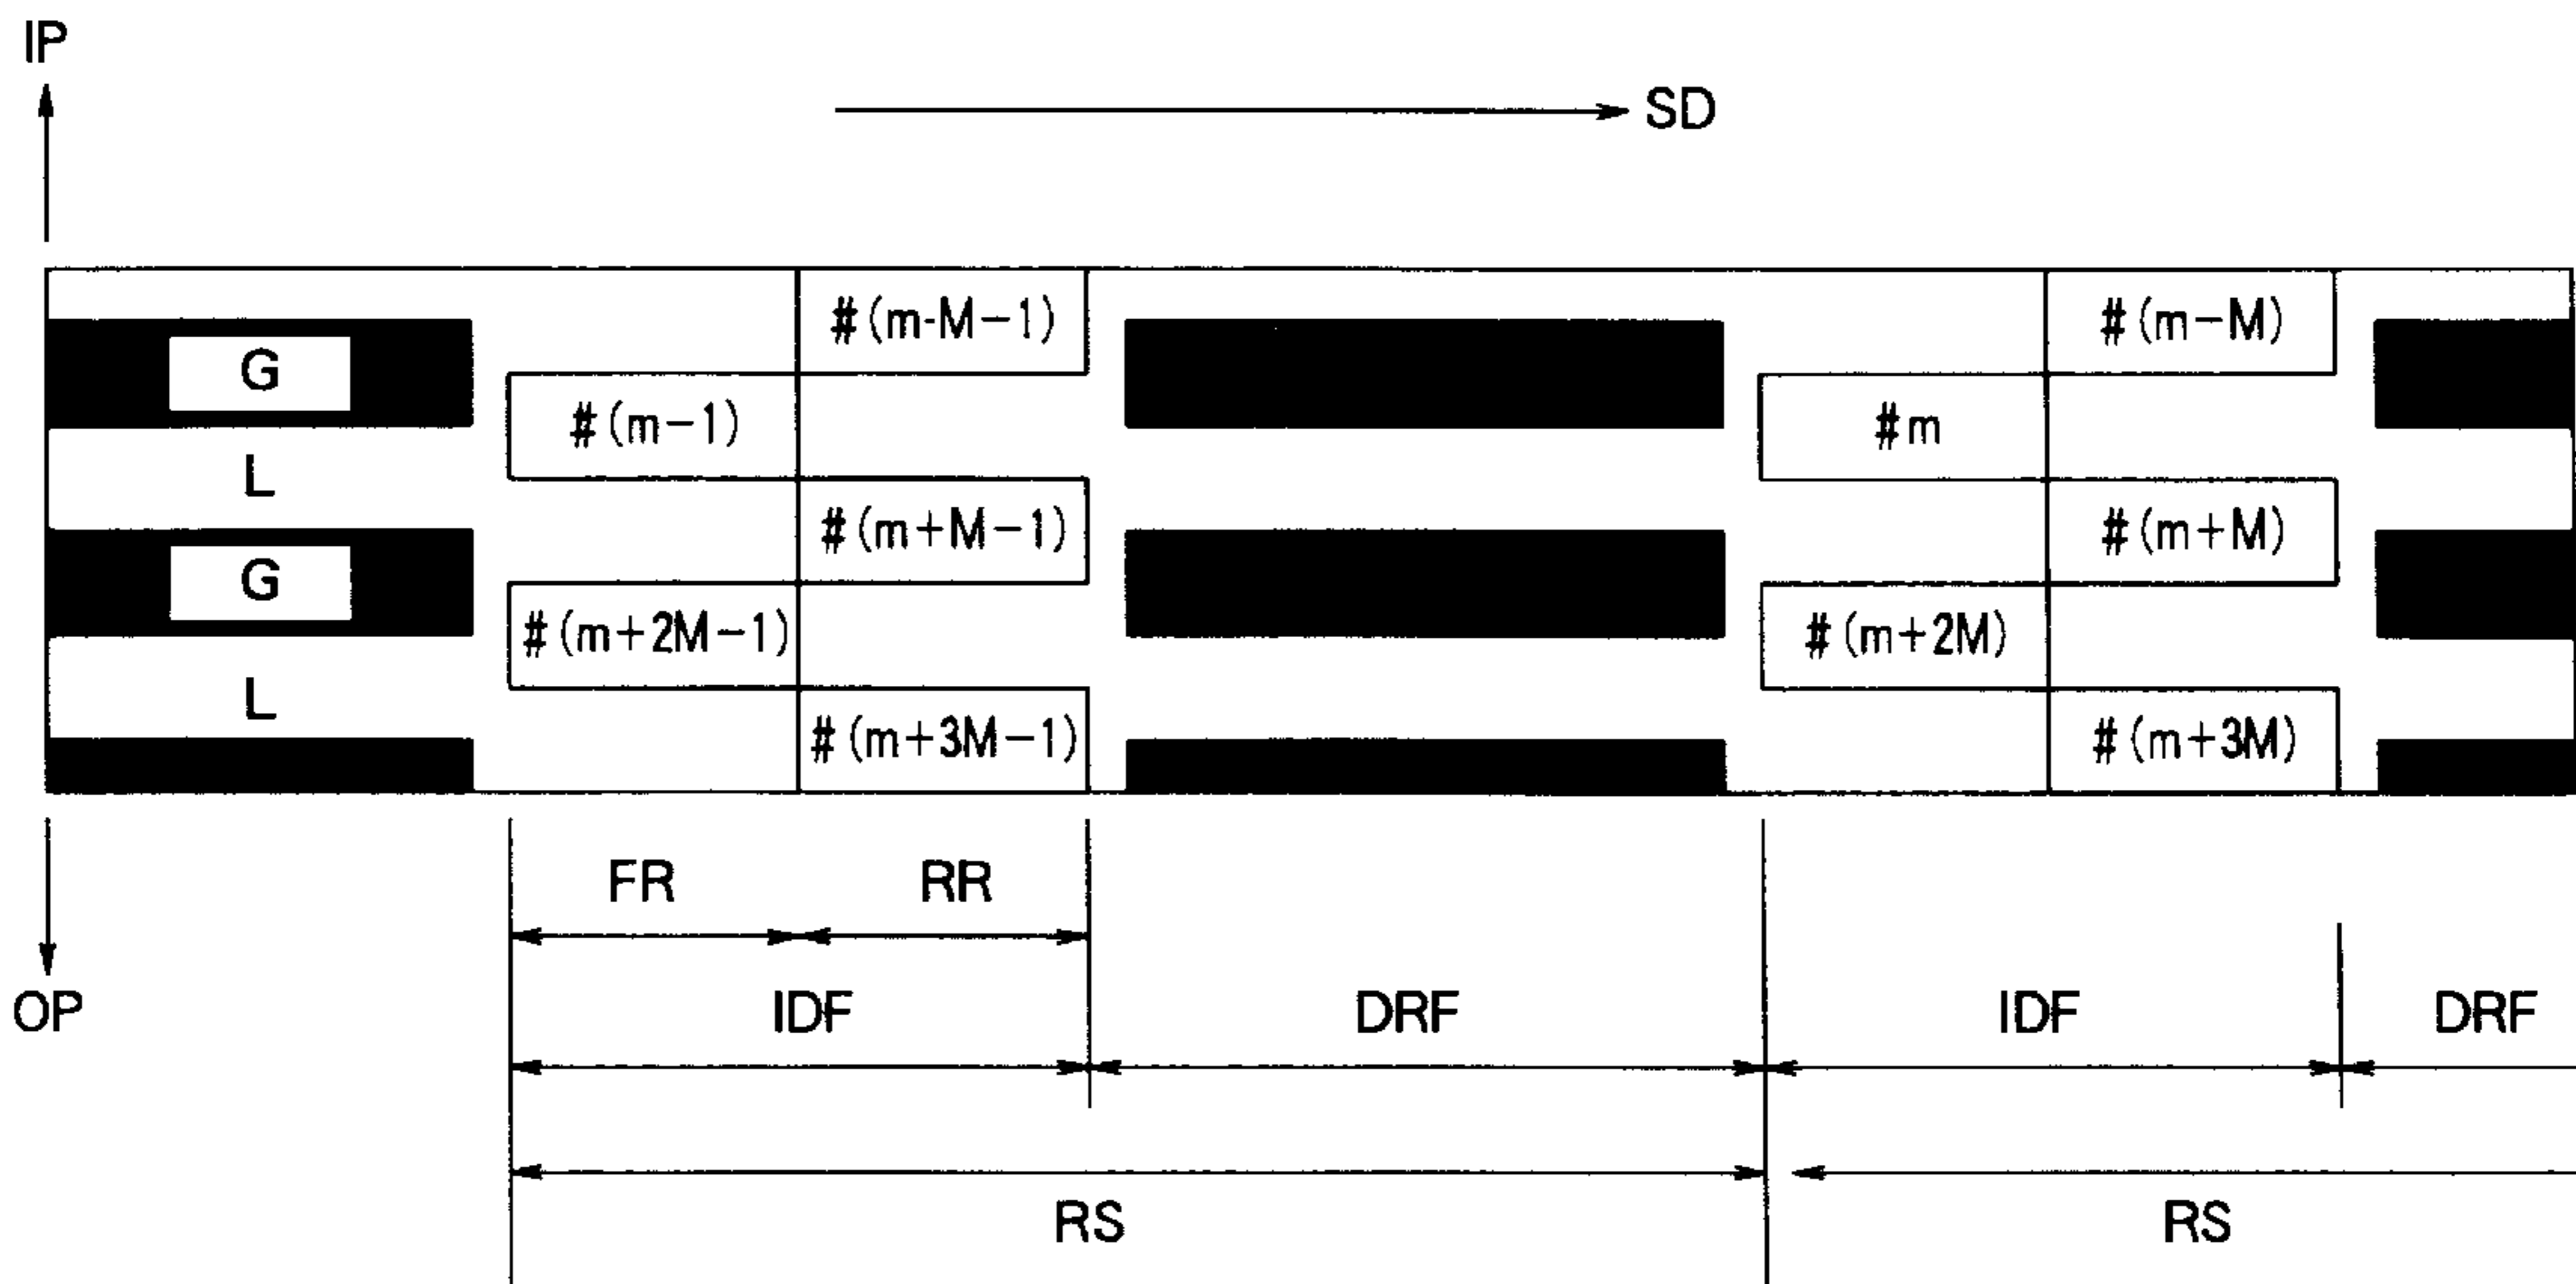 IP
SD
#(m-M-1)
#(m-M)
G
#(m-1)
#m
L
#(m+M-1)
#(m+M)
G
#(m+2M-1)
#(m+2M)
L
#(m+3M-1)
#(m+3M)
FR
RR
OP
IDF
DRF
IDF
DRF
RS
RS